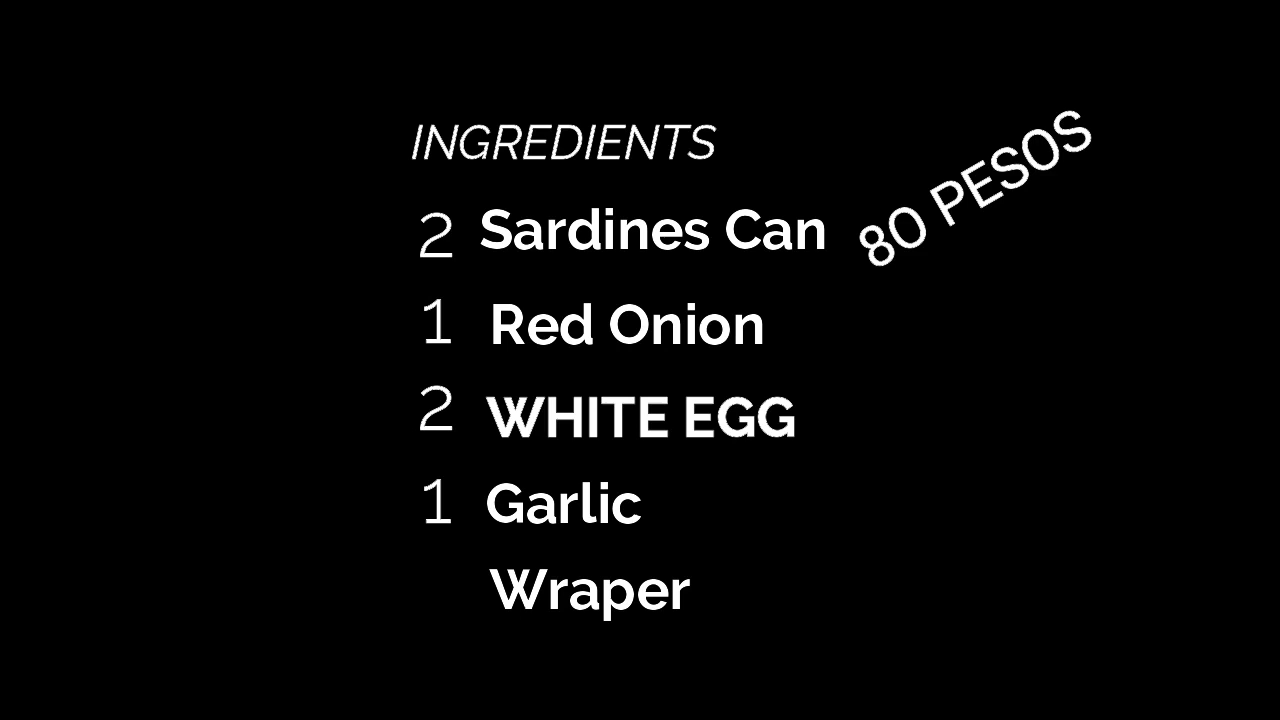 INGREDIENTS
2 Sardines Can 80 PESOS
1 Red Onion
2 WHITE EGG
1 Garlic
Wraper